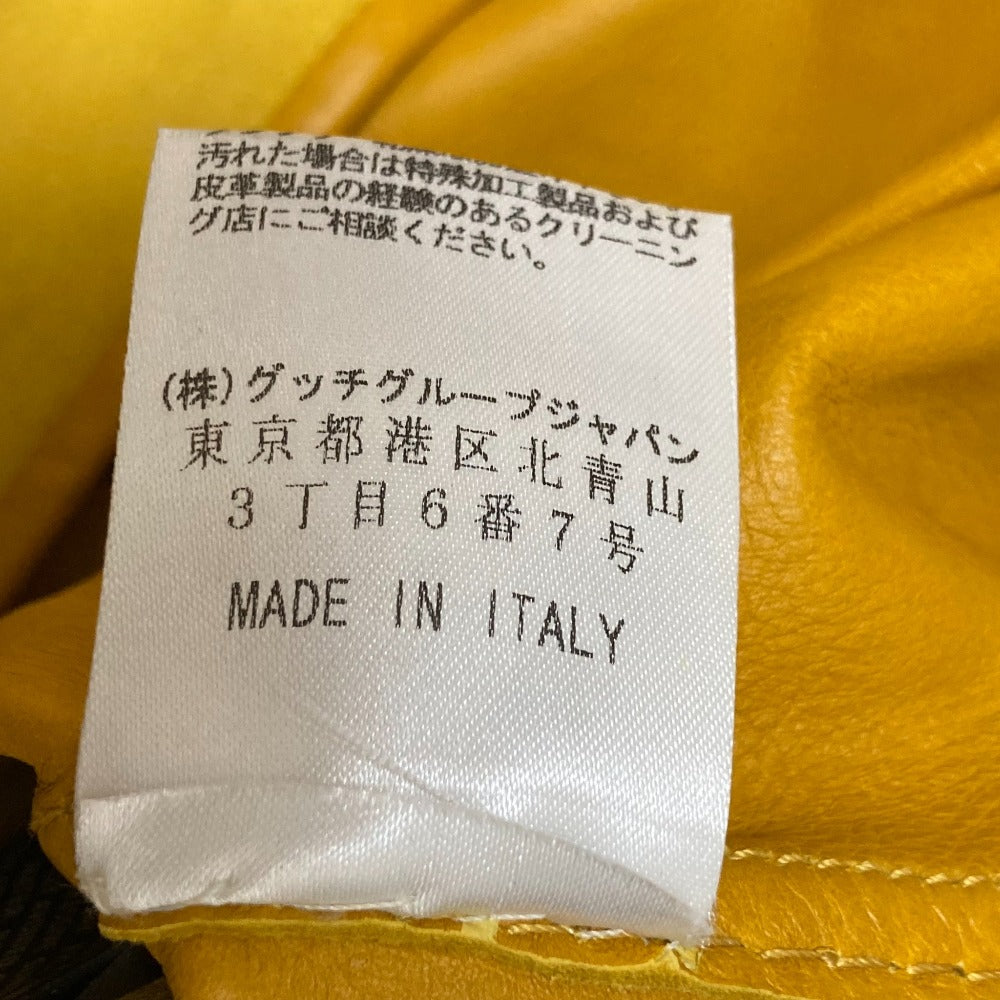 汚れた場合は特殊加工製品および
皮革製品の経験のあるクリーニン
グ店にご相談ください。
(株)グッチグループジャパン
東京都港区北青山
3丁目6番7号
MADE IN ITALY